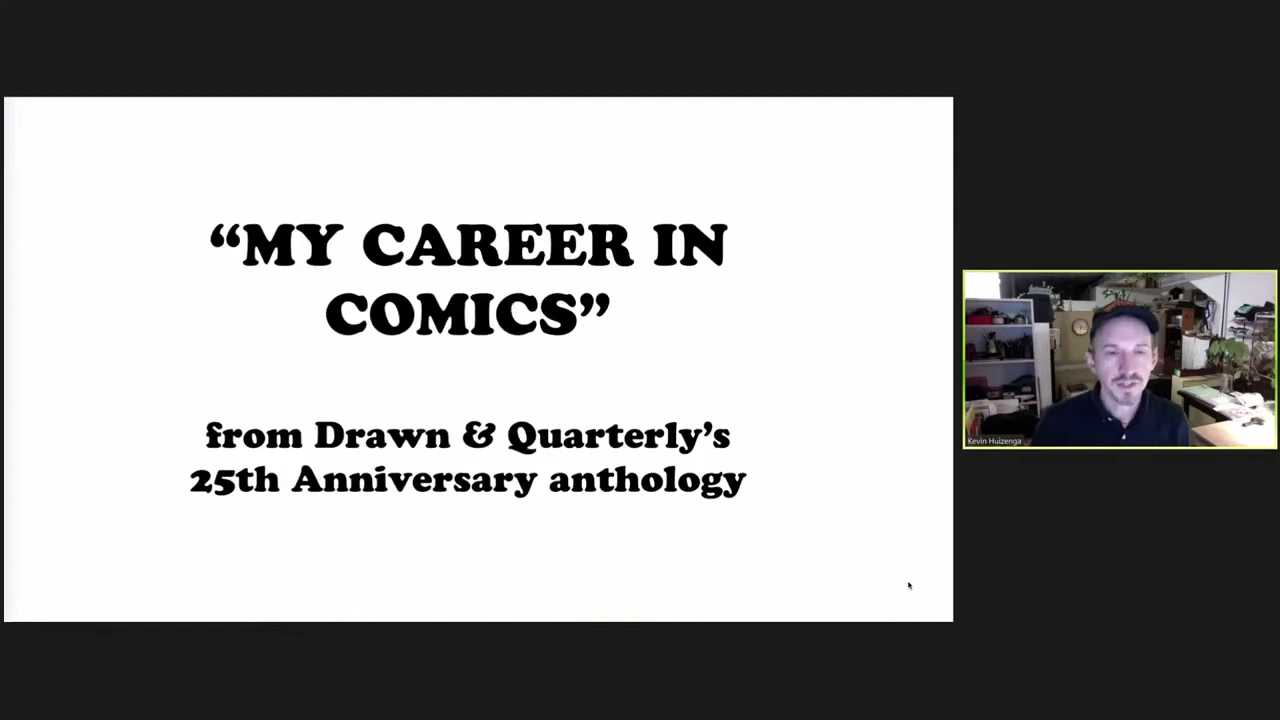 “MY CAREER IN
COMICS”
from Drawn & Quarterly’s
25th Anniversary anthology
Kevin Huizenga